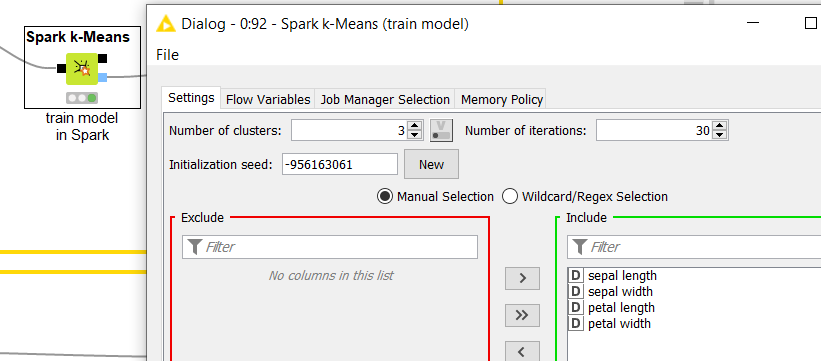 Spark k-Means
train model
in Spark
Dialog - 0:92 - Spark k-Means (train model)
File
Settings Flow Variables Job Manager Selection Memory Policy
Number of clusters: 3 V Number of iterations: 30
Initialization seed: -956163061 New
Manual Selection Wildcard/Regex Selection
Exclude Include
Filter Filter
No columns in this list
> D sepal length
D sepal width
>> D petal length
D petal width
<